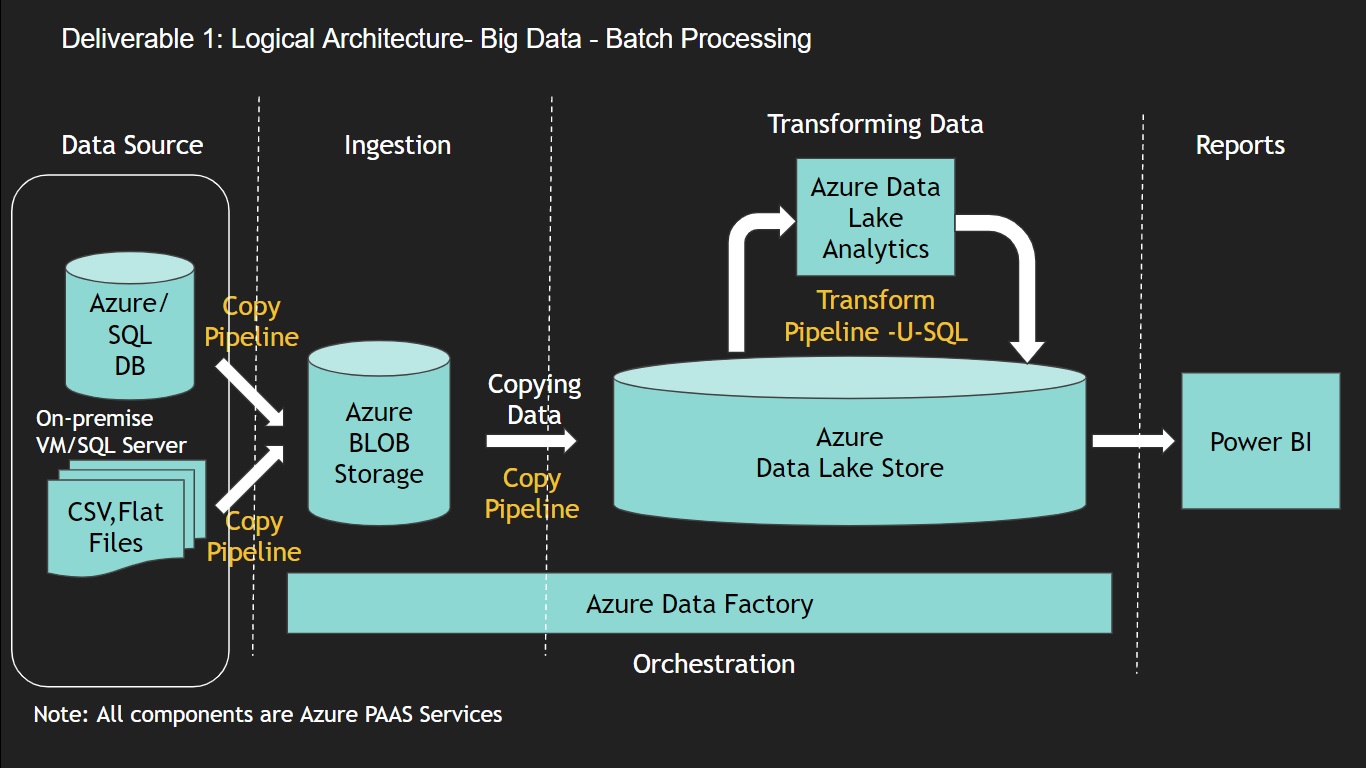 Deliverable 1: Logical Architecture- Big Data - Batch Processing
Data Source
Ingestion
Transforming Data
Reports
Azure/
SQL
DB
Copy
Pipeline
On-premise
VM/SQL Server
CSV,Flat
Files
Copy
Pipeline
Azure
BLOB
Storage
Copying
Data
Copy
Pipeline
Azure Data
Lake
Analytics
Transform
Pipeline -U-SQL
Azure
Data Lake Store
Power BI
Azure Data Factory
Orchestration
Note: All components are Azure PAAS Services